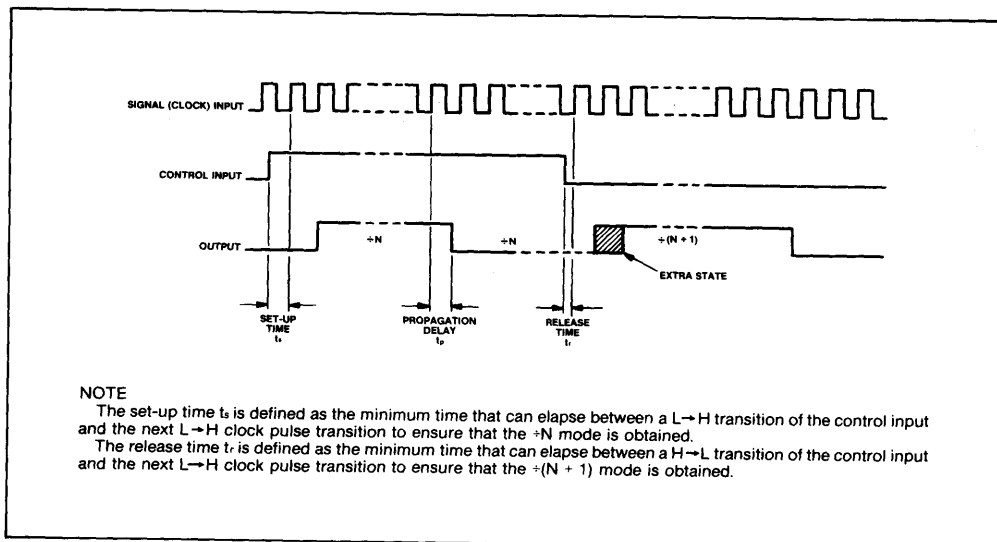 SIGNAL (CLOCK) INPUT
CONTROL INPUT
OUTPUT
÷N
÷N
÷(N + 1)
EXTRA STATE
SET-UP
TIME
ts
PROPAGATION
DELAY
tp
RELEASE
TIME
tr
NOTE
The set-up time ts is defined as the minimum time that can elapse between a L→H transition of the control input
and the next L→H clock pulse transition to ensure that the ÷N mode is obtained.
The release time tr is defined as the minimum time that can elapse between a H→L transition of the control input
and the next L→H clock pulse transition to ensure that the ÷(N + 1) mode is obtained.